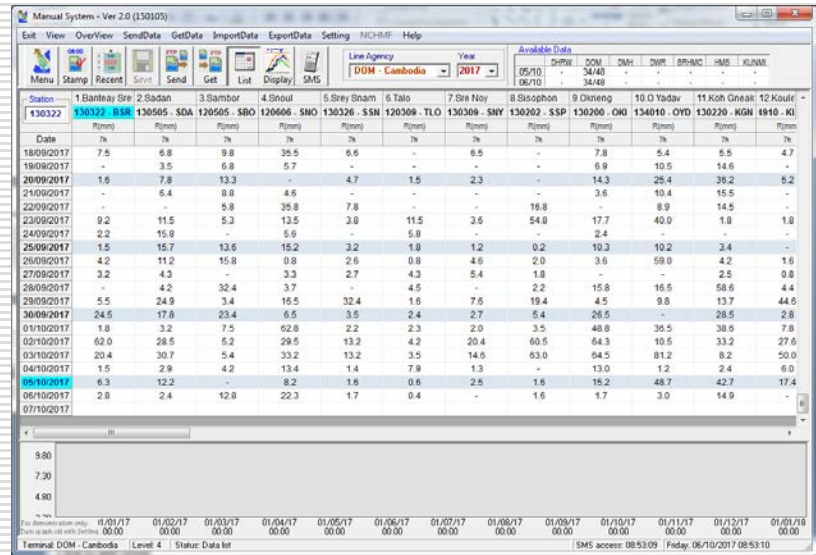 Manual System - Ver 2.0 (150105)
Exit View OverView SendData GetData ImportData ExportData Setting NCHMF Help
Menu Stamp Recent Save Send Get List Display SMS
Line Agency Year
DOM - Cambodia 2017
Available Data
DHRW DOM DMH DWR BRHMC HMS KUNMI
05/10 - 34/48 - - - - -
06/10 - 34/48 - - - - -
Station 1.Banteay Sre 2.Sadan 3.Sambor 4.Snoul 5.Srey Snam 6.Talo 7.Sre Noy 8.Sisophon 9.Okrieng 10.O Yadav 11.Koh Gneak 12.Koule
130322 130322 - BSR 130505 - SDA 120505 - SBO 120606 - SNO 130326 - SSN 120309 - TLO 130309 - SNY 130202 - SSP 130200 - OKI 134010 - OYD 130220 - KGN
R(mm) R(mm) R(mm) R(mm) R(mm) R(mm) R(mm) R(mm) R(mm) R(mm) R(mm) R(mm)
Date 7h 7h 7h 7h 7h 7h 7h 7h 7h 7h 7h 7h
18/09/2017 7.5 6.8 9.8 35.5 6.6 - 6.5 - 7.8 5.4 5.5 4.7
19/09/2017 - 3.5 6.8 5.7 - - - - 6.9 10.5 14.6 -
20/09/2017 1.6 7.8 13.3 - 4.7 1.5 2.3 - 14.3 25.4 36.2 5.2
21/09/2017 - 6.4 8.8 4.6 - - - - 3.6 10.4 15.5 -
22/09/2017 - - 5.8 35.8 7.8 - - 16.8 - 8.9 14.5 -
23/09/2017 9.2 11.5 5.3 13.5 3.8 11.5 3.6 54.8 17.7 40.0 1.8 1.8
24/09/2017 2.2 15.8 - 5.6 - 5.8 - - 2.4 - - -
25/09/2017 1.5 15.7 13.6 15.2 3.2 1.8 1.2 0.2 10.3 10.2 3.4 -
26/09/2017 4.2 11.2 15.8 0.8 2.6 0.8 4.6 2.0 3.6 59.0 4.2 1.6
27/09/2017 3.2 4.3 - 3.3 2.7 4.3 5.4 1.8 - - 2.5 0.8
28/09/2017 - 4.2 32.4 3.7 - 4.5 - 2.2 15.8 16.5 58.6 4.4
29/09/2017 5.5 24.9 3.4 16.5 32.4 1.6 7.6 19.4 4.5 9.8 13.7 44.6
30/09/2017 24.5 17.8 23.4 6.5 3.5 2.4 2.7 5.4 26.5 - 28.5 2.8
01/10/2017 1.8 3.2 7.5 62.8 2.2 2.3 2.0 3.5 48.8 36.5 38.6 7.8
02/10/2017 62.0 28.5 5.2 29.5 13.2 4.2 20.4 60.5 64.3 10.5 33.2 27.6
03/10/2017 20.4 30.7 5.4 33.2 13.2 3.5 14.6 63.0 64.5 81.2 8.2 50.0
04/10/2017 1.5 2.9 4.2 13.4 1.4 7.9 1.3 - 13.0 1.2 2.4 6.0
05/10/2017 6.3 12.2 - 8.2 1.6 0.6 2.5 1.6 15.2 48.7 42.7 17.4
06/10/2017 2.8 2.4 12.8 22.3 1.7 0.4 - 1.6 1.7 3.0 14.9 -
07/10/2017
9.80
7.30
4.80
For demonstration only.
01/01/17 01/02/17 01/03/17 01/04/17 01/05/17 01/06/17 01/07/17 01/08/17 01/09/17 01/10/17 01/11/17 01/12/17 01/01/18
00:00 00:00 00:00 00:00 00:00 00:00 00:00 00:00 00:00 00:00 00:00 00:00 00:00
Terminal: DOM - Cambodia Level: 4 Status: Data list SMS access: 08:53:09 Friday, 06/10/2017 08:53:10